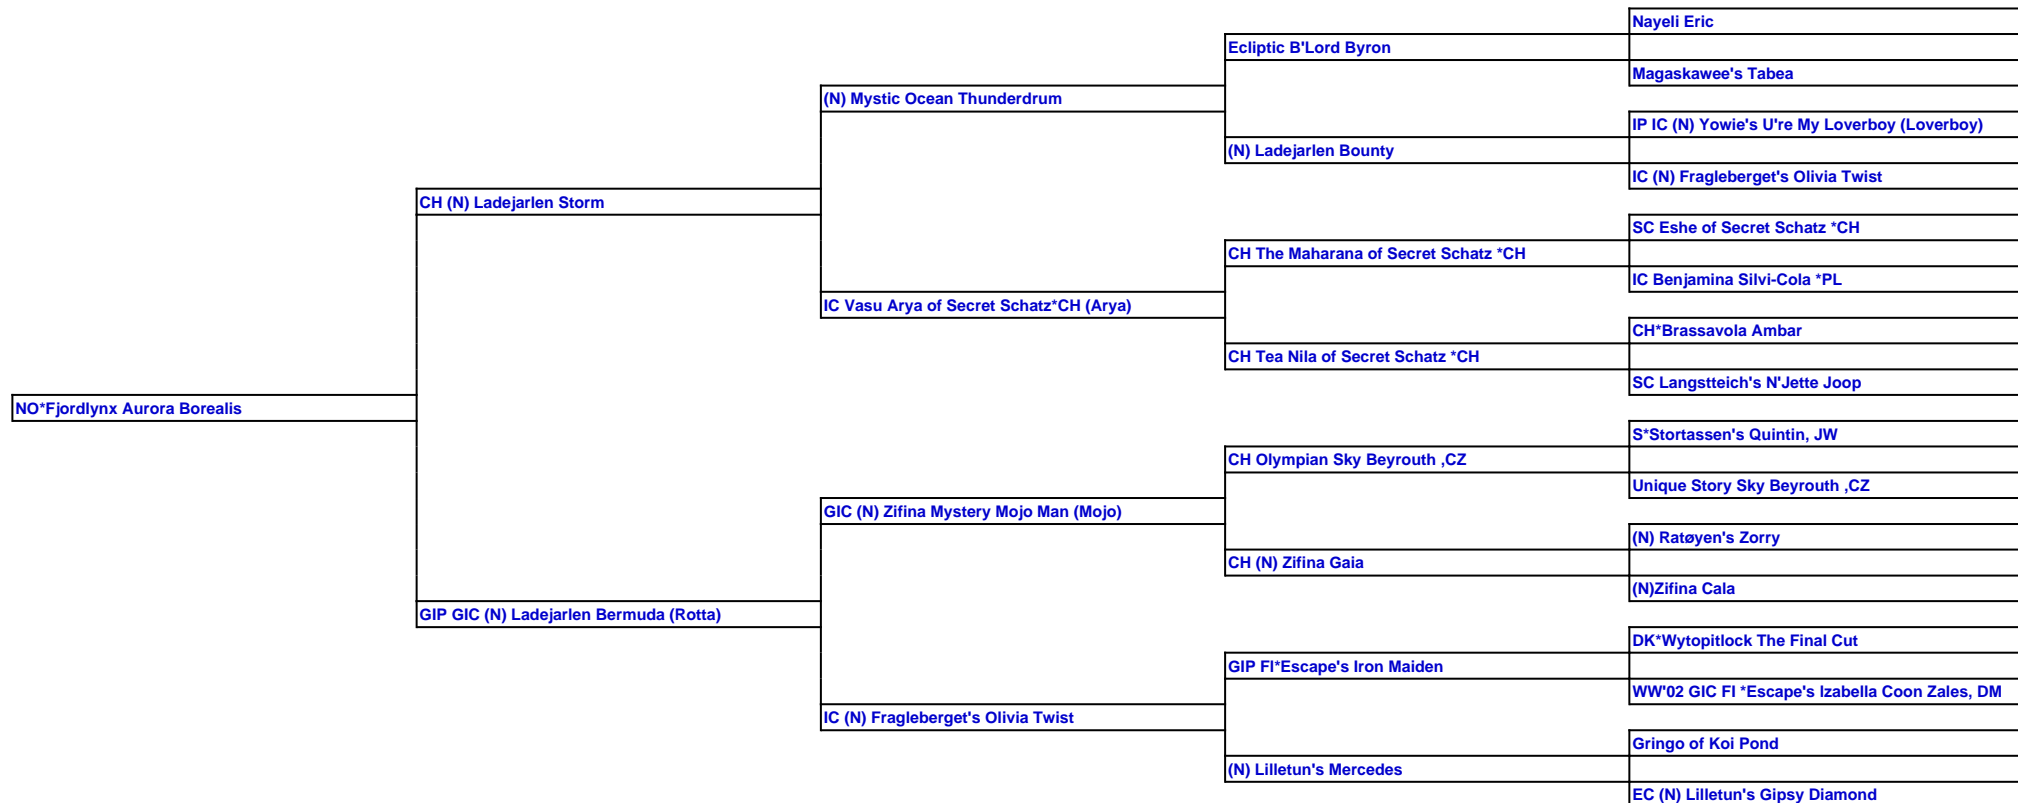 Nayeli Eric
Ecliptic B'Lord Byron
Magaskawee's Tabea
(N) Mystic Ocean Thunderdrum
IP IC (N) Yowie's U're My Loverboy (Loverboy)
(N) Ladejarlen Bounty
IC (N) Fragleberget's Olivia Twist
CH (N) Ladejarlen Storm
SC Eshe of Secret Schatz *CH
CH The Maharana of Secret Schatz *CH
IC Benjamina Silvi-Cola *PL
IC Vasu Arya of Secret Schatz*CH (Arya)
CH*Brassavola Ambar
CH Tea Nila of Secret Schatz *CH
SC Langstteich's N'Jette Joop
NO*Fjordlynx Aurora Borealis
S*Stortassen's Quintin, JW
CH Olympian Sky Beyrouth ,CZ
Unique Story Sky Beyrouth ,CZ
GIC (N) Zifina Mystery Mojo Man (Mojo)
(N) Ratøyen's Zorry
CH (N) Zifina Gaia
(N)Zifina Cala
GIP GIC (N) Ladejarlen Bermuda (Rotta)
DK*Wytopitlock The Final Cut
GIP FI*Escape's Iron Maiden
WW'02 GIC FI *Escape's Izabella Coon Zales, DM
IC (N) Fragleberget's Olivia Twist
Gringo of Koi Pond
(N) Lilletun's Mercedes
EC (N) Lilletun's Gipsy Diamond